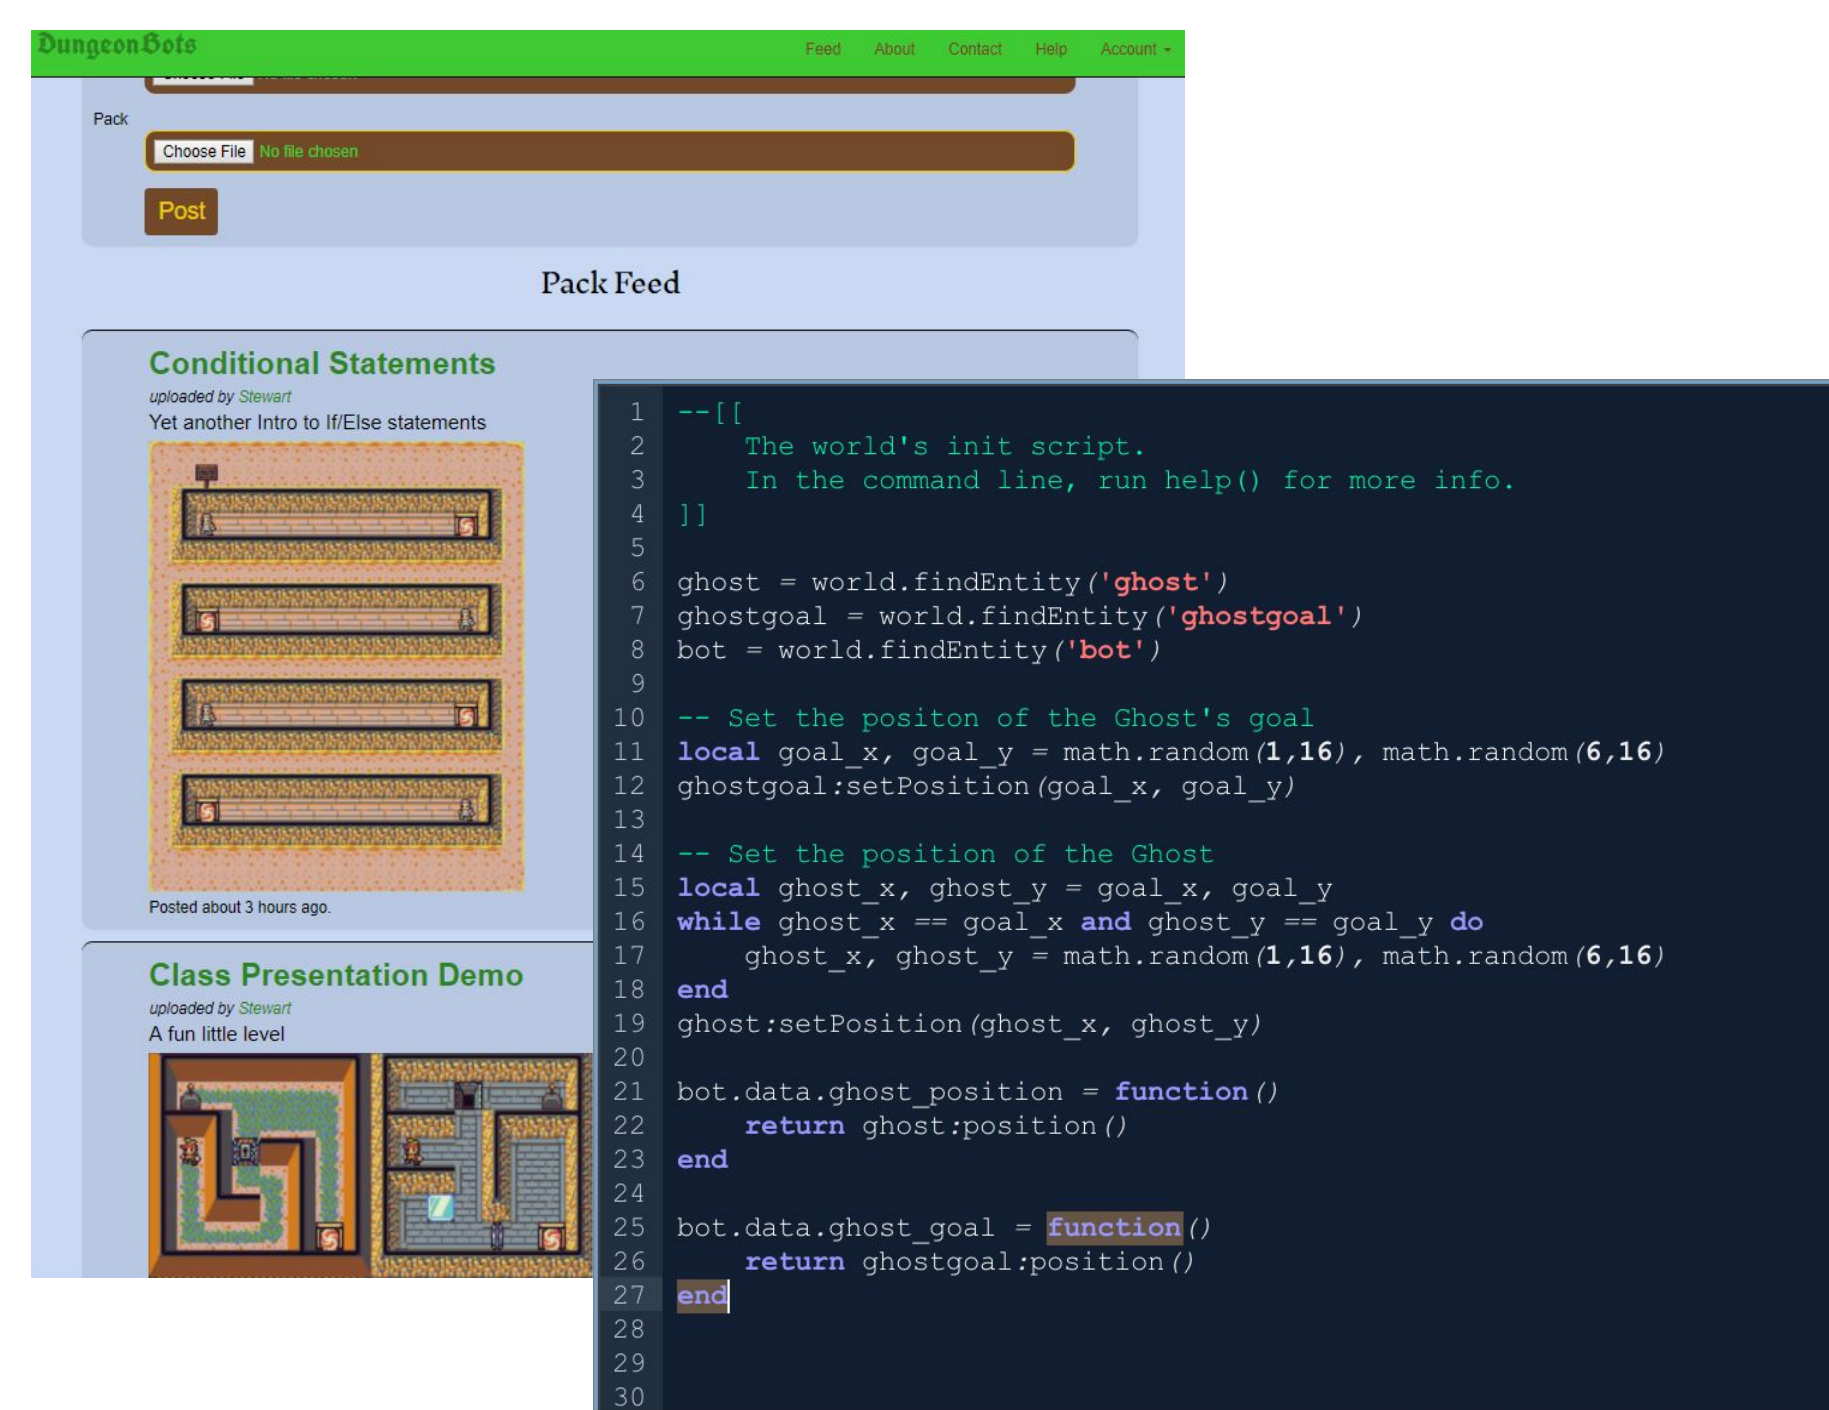 DungeonBots
Feed About Contact Help Account
Pack
Choose File No file chosen
Post
Pack Feed
Conditional Statements
uploaded by Stewart
Yet another Intro to If/Else statements
Posted about 3 hours ago.
Class Presentation Demo
uploaded by Stewart
A fun little level
1 --[[
2 The world's init script.
3 In the command line, run help() for more info.
4 ]]
5
6 ghost = world.findEntity('ghost')
7 ghostgoal = world.findEntity('ghostgoal')
8 bot = world.findEntity('bot')
9
10 -- Set the positon of the Ghost's goal
11 local goal_x, goal_y = math.random(1,16), math.random(6,16)
12 ghostgoal:setPosition(goal_x, goal_y)
13
14 -- Set the position of the Ghost
15 local ghost_x, ghost_y = goal_x, goal_y
16 while ghost_x == goal_x and ghost_y == goal_y do
17 ghost_x, ghost_y = math.random(1,16), math.random(6,16)
18 end
19 ghost:setPosition(ghost_x, ghost_y)
20
21 bot.data.ghost_position = function()
22 return ghost:position()
23 end
24
25 bot.data.ghost_goal = function()
26 return ghostgoal:position()
27 end
28
29
30